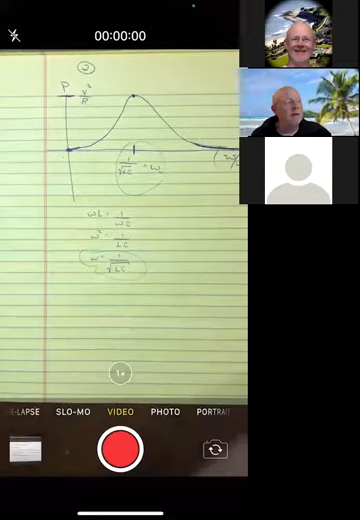 00:00:00
②
P
V²/R
1/√LC = ω
ωL = 1/ωC
ω² = 1/LC
ω = 1/√LC
1×
E-LAPSE SLO-MO VIDEO PHOTO PORTRAIT